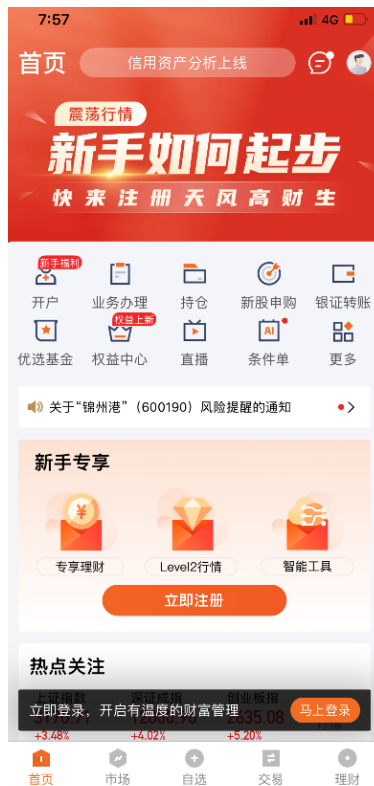 7:57
4G
首页
信用资产分析上线
震荡行情
新手如何起步
快来注册天风高财生
新手福利
开户
业务办理
持仓
新股申购
银证转账
权益上新
AI
优选基金
权益中心
直播
条件单
更多
关于“锦州港”（600190）风险提醒的通知
新手专享
¥
专享理财
Level2行情
智能工具
立即注册
热点关注
上证指数
深证成指
创业板指
立即登录，开启有温度的财富管理
马上登录
+3.48%
+4.02%
+5.20%
首页
市场
自选
交易
理财